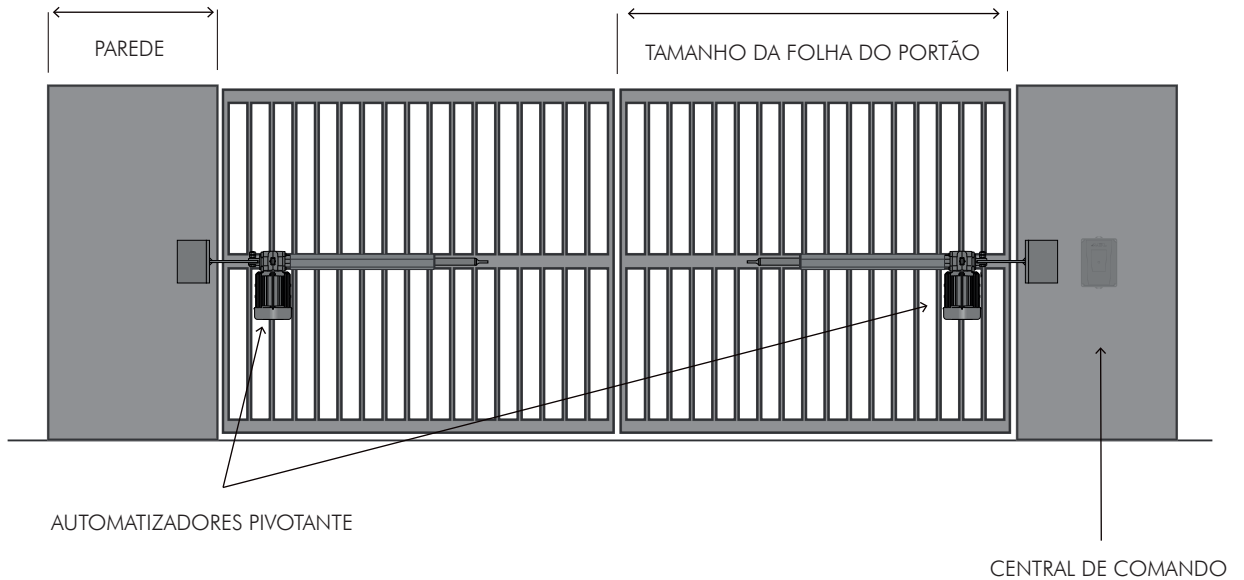 PAREDE
TAMANHO DA FOLHA DO PORTÃO
AUTOMATIZADORES PIVOTANTE
CENTRAL DE COMANDO